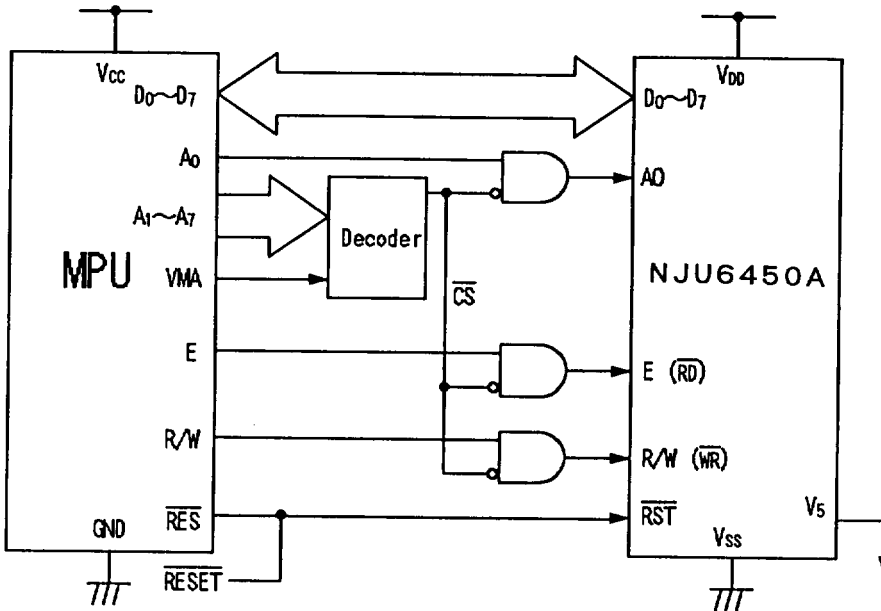 Vcc
VDD
D0~D7
D0~D7
A0
A0
A1~A7
Decoder
MPU
VMA
CS
NJU6450A
E
E (RD)
R/W
R/W (WR)
RES
RST
V5
GND
VSS
RESET